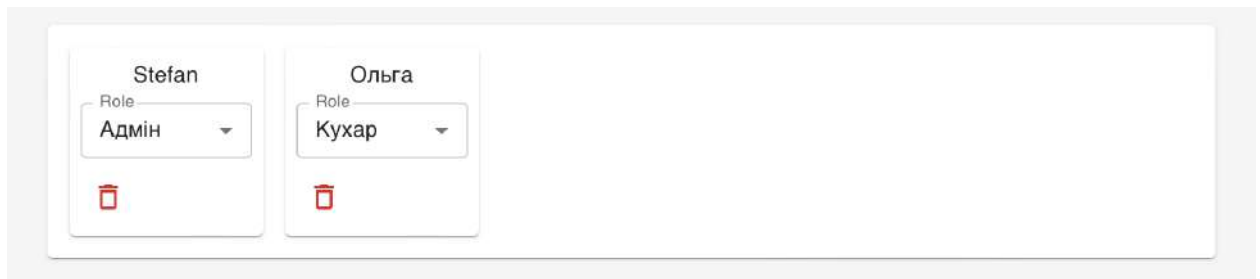 Stefan
Role
Адмін
Ольга
Role
Кухар